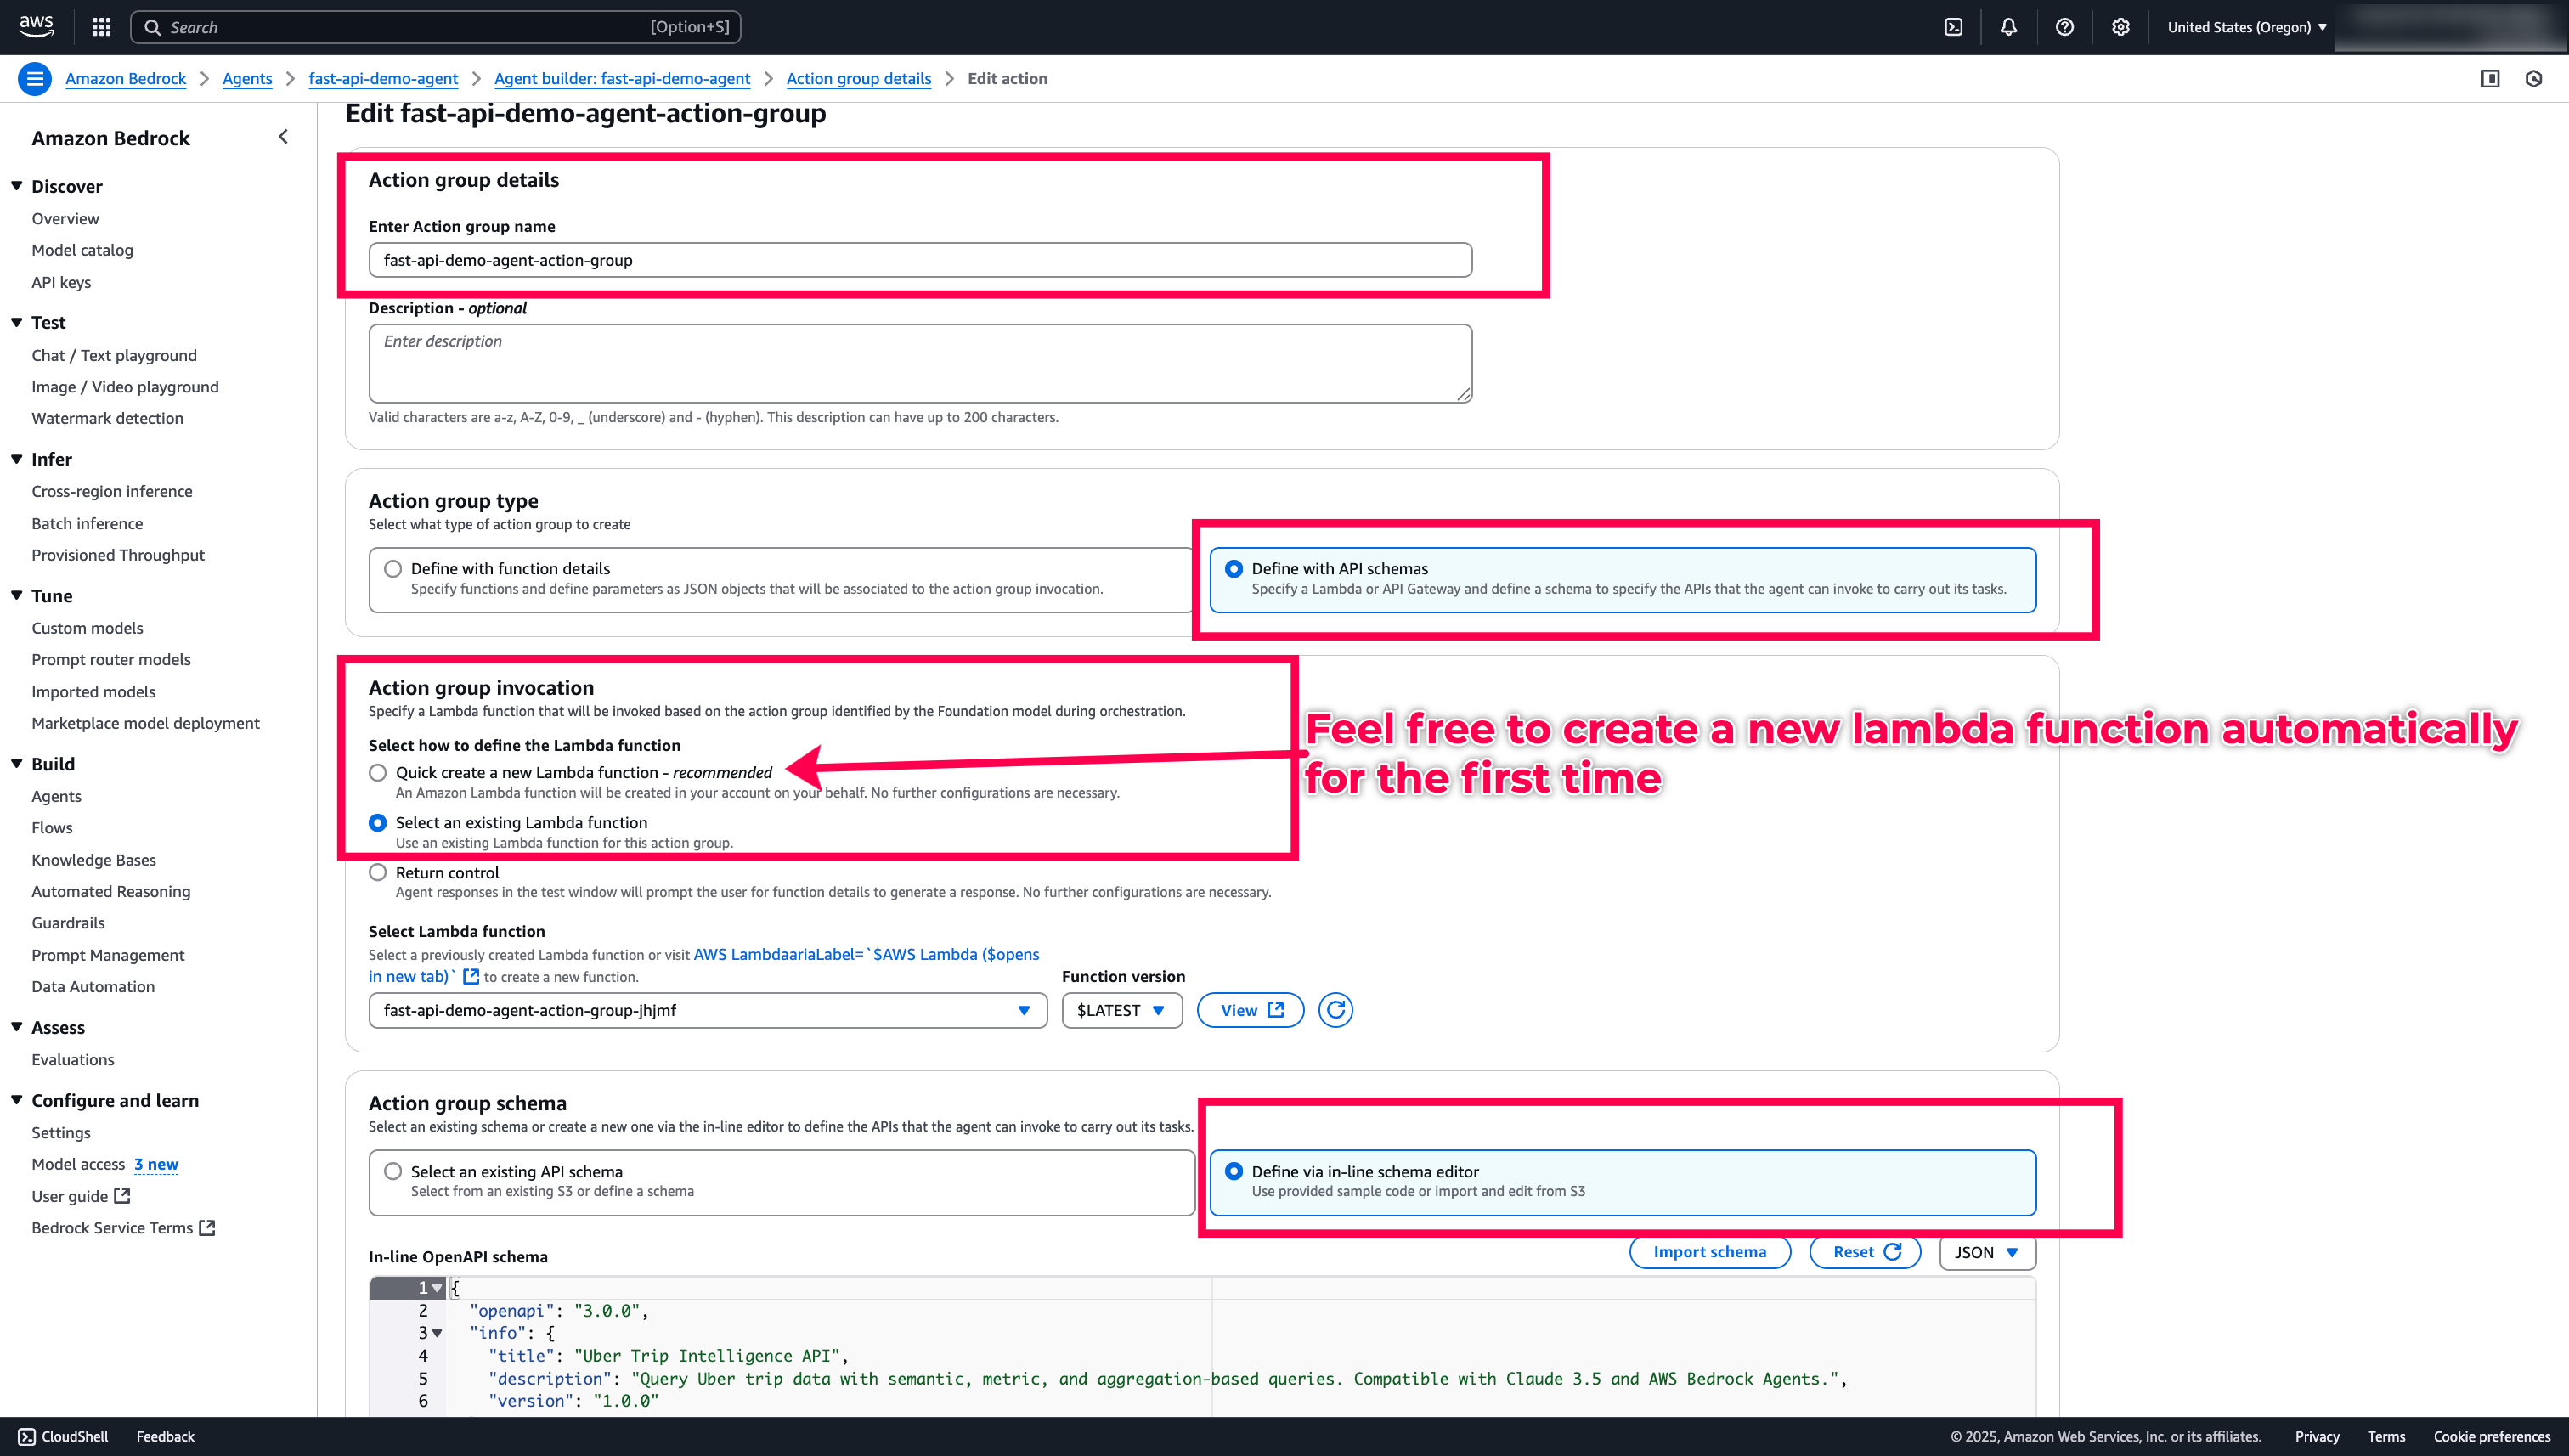 aws
Search
[Option+S]
United States (Oregon)
Amazon Bedrock
Agents
fast-api-demo-agent
Agent builder: fast-api-demo-agent
Action group details
Edit action
Amazon Bedrock
Discover
Overview
Model catalog
API keys
Test
Chat / Text playground
Image / Video playground
Watermark detection
Infer
Cross-region inference
Batch inference
Provisioned Throughput
Tune
Custom models
Prompt router models
Imported models
Marketplace model deployment
Build
Agents
Flows
Knowledge Bases
Automated Reasoning
Guardrails
Prompt Management
Data Automation
Assess
Evaluations
Configure and learn
Settings
Model access 3 new
User guide
Bedrock Service Terms
Edit fast-api-demo-agent-action-group
Action group details
Enter Action group name
fast-api-demo-agent-action-group
Description - optional
Enter description
Valid characters are a-z, A-Z, 0-9, _ (underscore) and - (hyphen). This description can have up to 200 characters.
Action group type
Select what type of action group to create
Define with function details
Specify functions and define parameters as JSON objects that will be associated to the action group invocation.
Define with API schemas
Specify a Lambda or API Gateway and define a schema to specify the APIs that the agent can invoke to carry out its tasks.
Action group invocation
Specify a Lambda function that will be invoked based on the action group identified by the Foundation model during orchestration.
Select how to define the Lambda function
Quick create a new Lambda function - recommended
An Amazon Lambda function will be created in your account on your behalf. No further configurations are necessary.
Feel free to create a new lambda function automatically
for the first time
Select an existing Lambda function
Use an existing Lambda function for this action group.
Return control
Agent responses in the test window will prompt the user for function details to generate a response. No further configurations are necessary.
Select Lambda function
Select a previously created Lambda function or visit AWS LambdaariaLabel=`$AWS Lambda ($opens
in new tab)` to create a new function.
Function version
fast-api-demo-agent-action-group-jhjmf
$LATEST
View
Action group schema
Select an existing schema or create a new one via the in-line editor to define the APIs that the agent can invoke to carry out its tasks.
Select an existing API schema
Select from an existing S3 or define a schema
Define via in-line schema editor
Use provided sample code or import and edit from S3
In-line OpenAPI schema
Import schema
Reset
JSON
1 {
2 "openapi": "3.0.0",
3 "info": {
4 "title": "Uber Trip Intelligence API",
5 "description": "Query Uber trip data with semantic, metric, and aggregation-based queries. Compatible with Claude 3.5 and AWS Bedrock Agents.",
6 "version": "1.0.0"
CloudShell
Feedback
© 2025, Amazon Web Services, Inc. or its affiliates.
Privacy
Terms
Cookie preferences